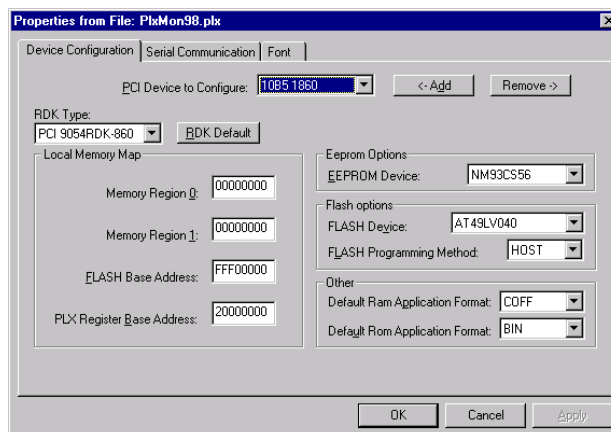 Properties from File: PlxMon98.plx
Device Configuration Serial Communication Font
PCI Device to Configure: 10B5 1860 <- Add Remove ->
RDK Type:
PCI 9054RDK-860 RDK Default
Local Memory Map
Memory Region 0: 00000000
Memory Region 1: 00000000
FLASH Base Address: FFF00000
PLX Register Base Address: 20000000
Eeprom Options
EEPROM Device: NM93CS56
Flash options
FLASH Device: AT49LV040
FLASH Programming Method: HOST
Other
Default Ram Application Format: COFF
Default Rom Application Format: BIN
OK Cancel Apply